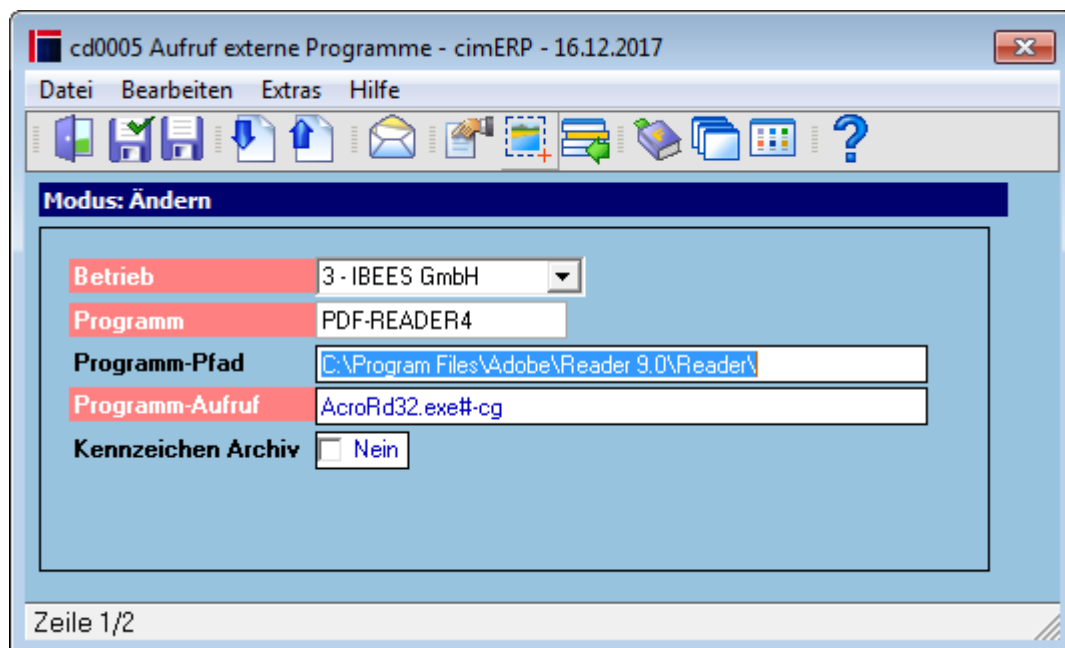 cd0005 Aufruf externe Programme - cimERP - 16.12.2017
Datei Bearbeiten Extras Hilfe
Modus: Ändern
Betrieb 3 - IBEES GmbH
Programm PDF-READER4
Programm-Pfad C:\Program Files\Adobe\Reader 9.0\Reader\
Programm-Aufruf AcroRd32.exe#-cg
Kennzeichen Archiv Nein
Zeile 1/2